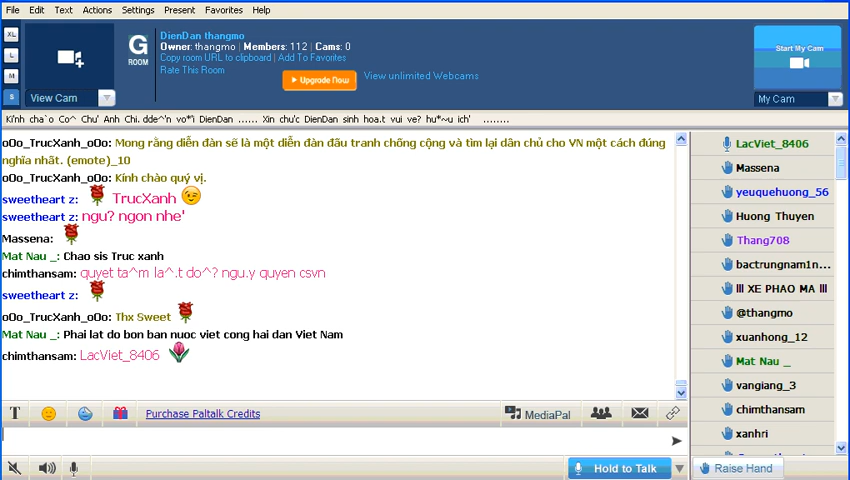 File Edit Text Actions Settings Present Favorites Help
XL
L
M
S
View Cam
G
ROOM
DienDan thangmo
Owner: thangmo | Members: 112 | Cams: 0
Copy room URL to clipboard | Add To Favorites
Rate This Room
Upgrade Now
View unlimited Webcams
Start My Cam
My Cam
Ki'nh cha`o Co^ Chu' Anh Chi. dde^'n vo*'i DienDan ...... Xin chu'c DienDan sinh hoa.t vui ve? hu*~u ich' ........
oOo_TrucXanh_oOo: Mong rằng diễn đàn sẽ là một diễn đàn đấu tranh chống cộng và tìm lại dân chủ cho VN một cách đúng
nghĩa nhất. (emote)_10
oOo_TrucXanh_oOo: Kính chào quý vị.
sweetheart z: TrucXanh
sweetheart z: ngu? ngon nhe'
Massena:
Mat Nau _: Chao sis Truc xanh
chimthansam: quyet ta^m la^.t do^? ngu.y quyen csvn
sweetheart z:
oOo_TrucXanh_oOo: Thx Sweet
Mat Nau _: Phai lat do bon ban nuoc viet cong hai dan Viet Nam
chimthansam: LacViet_8406
LacViet_8406
Massena
yeuquehuong_56
Huong Thuyen
Thang708
bactrungnam1n...
lll XE PHAO MA lll
@thangmo
xuanhong_12
Mat Nau _
vangiang_3
chimthansam
xanhri
T
Purchase Paltalk Credits
MediaPal
Hold to Talk
Raise Hand